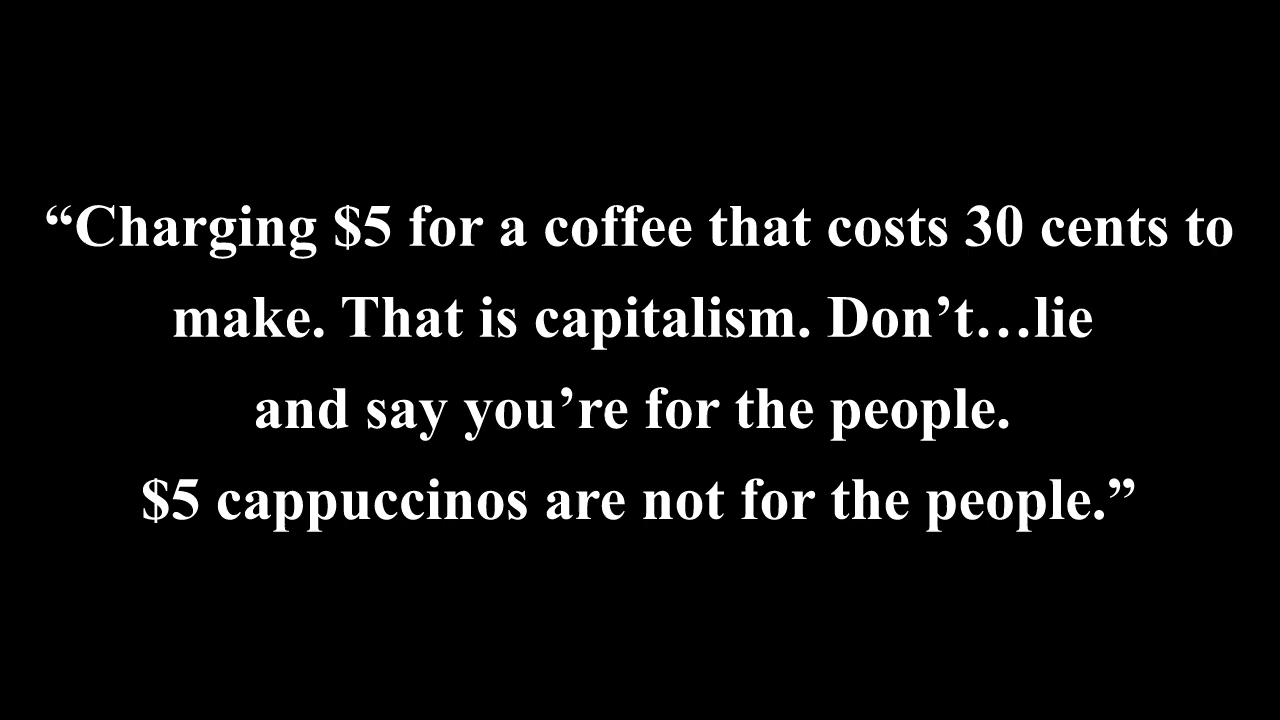 “Charging $5 for a coffee that costs 30 cents to
make. That is capitalism. Don’t…lie
and say you’re for the people.
$5 cappuccinos are not for the people.”